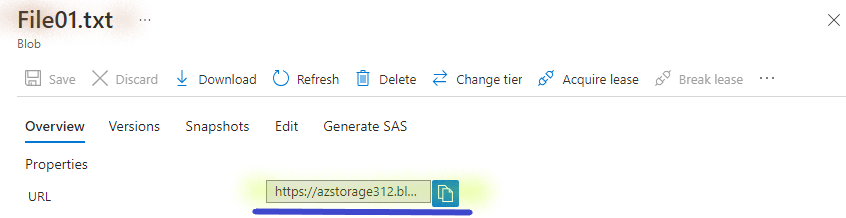 File01.txt ...
Blob
Save Discard Download Refresh Delete Change tier Acquire lease Break lease ...
Overview Versions Snapshots Edit Generate SAS
Properties
URL https://azstorage312.bl...